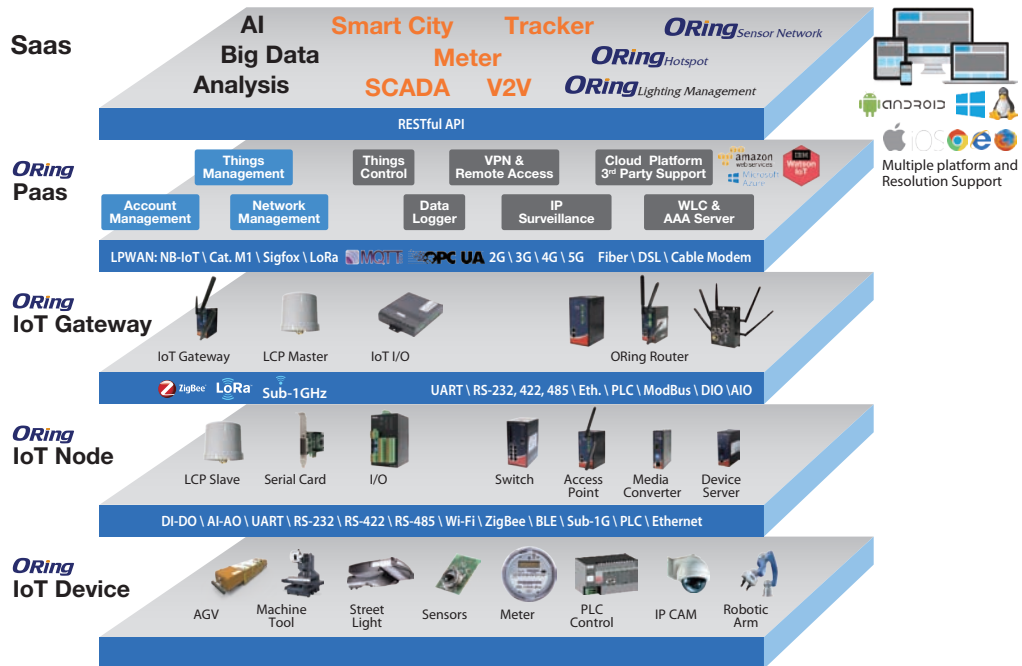 Saas
AI
Smart City
Tracker
ORing Sensor Network
Big Data
Meter
ORing Hotspot
Analysis
SCADA
V2V
ORing Lighting Management
RESTful API
android
iOS
Multiple platform and
Resolution Support
ORing
Paas
Things
Management
Things
Control
VPN &
Remote Access
Cloud Platform
3rd Party Support
amazon
webservices
Microsoft
Azure
IBM
Watson
IoT
Account
Management
Network
Management
Data
Logger
IP
Surveillance
WLC &
AAA Server
LPWAN: NB-IoT \ Cat. M1 \ Sigfox \ LoRa MQTT OPC UA 2G \ 3G \ 4G \ 5G Fiber \ DSL \ Cable Modem
ORing
IoT Gateway
IoT Gateway
LCP Master
IoT I/O
ORing Router
ZigBee LoRa Sub-1GHz
UART \ RS-232, 422, 485 \ Eth. \ PLC \ ModBus \ DIO \AIO
ORing
IoT Node
LCP Slave
Serial Card
I/O
Switch
Access
Point
Media
Converter
Device
Server
DI-DO \ AI-AO \ UART \ RS-232 \ RS-422 \ RS-485 \ Wi-Fi \ ZigBee \ BLE \ Sub-1G \ PLC \ Ethernet
ORing
IoT Device
AGV
Machine
Tool
Street
Light
Sensors
Meter
PLC
Control
IP CAM
Robotic
Arm